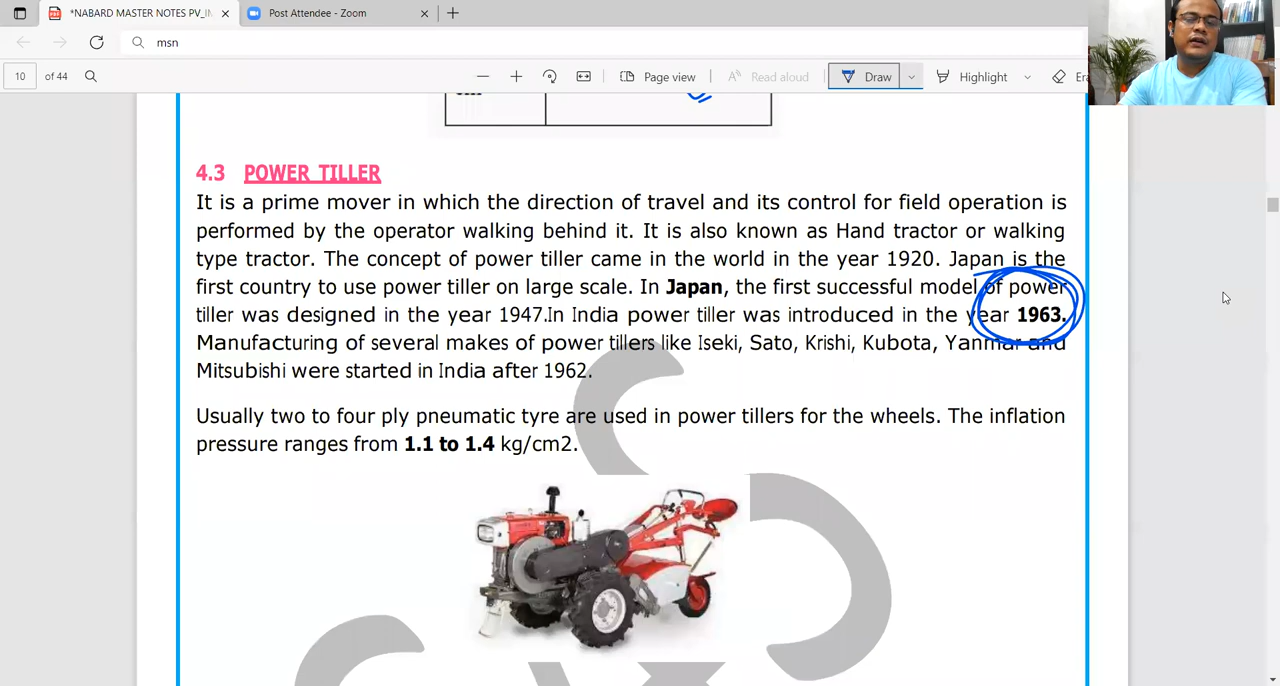 *NABARD MASTER NOTES PV_IN
Post Attendee - Zoom
msn
10 of 44
Page view
Read aloud
Draw
Highlight
Era
4.3 POWER TILLER
It is a prime mover in which the direction of travel and its control for field operation is
performed by the operator walking behind it. It is also known as Hand tractor or walking
type tractor. The concept of power tiller came in the world in the year 1920. Japan is the
first country to use power tiller on large scale. In Japan, the first successful model of power
tiller was designed in the year 1947.In India power tiller was introduced in the year 1963.
Manufacturing of several makes of power tillers like Iseki, Sato, Krishi, Kubota, Yanmar and
Mitsubishi were started in India after 1962.
Usually two to four ply pneumatic tyre are used in power tillers for the wheels. The inflation
pressure ranges from 1.1 to 1.4 kg/cm2.